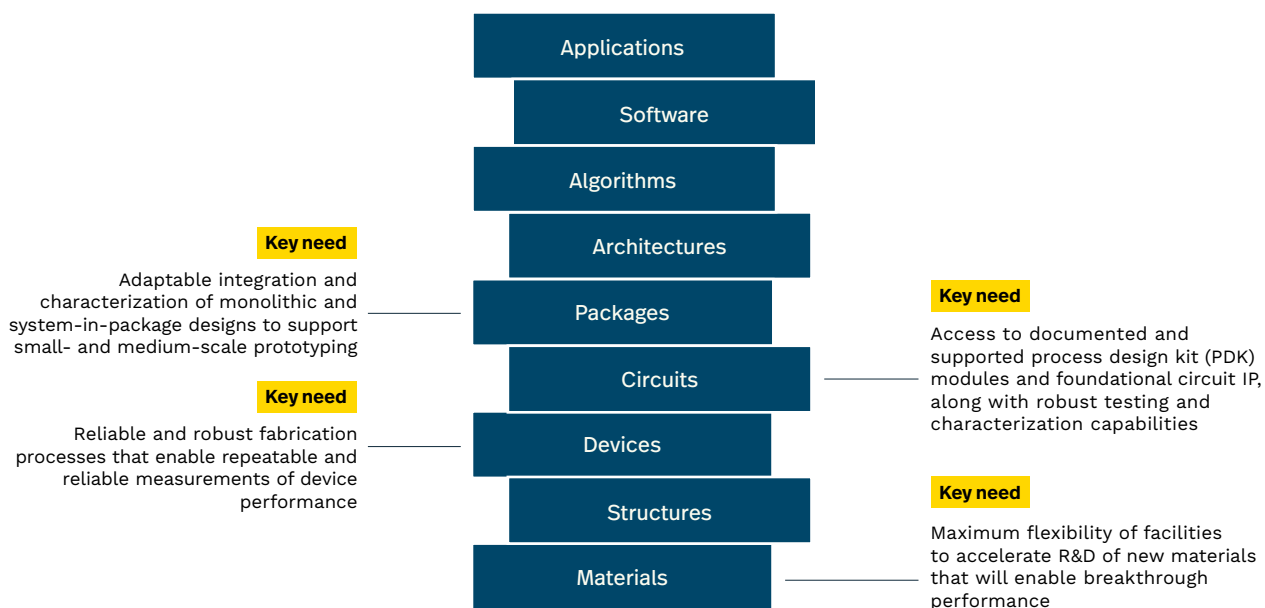 Applications
Software
Algorithms
Architectures
Packages
Circuits
Devices
Structures
Materials
Key need
Adaptable integration and
characterization of monolithic and
system-in-package designs to support
small- and medium-scale prototyping
Key need
Reliable and robust fabrication
processes that enable repeatable and
reliable measurements of device
performance
Key need
Access to documented and
supported process design kit (PDK)
modules and foundational circuit IP,
along with robust testing and
characterization capabilities
Key need
Maximum flexibility of facilities
to accelerate R&D of new materials
that will enable breakthrough
performance